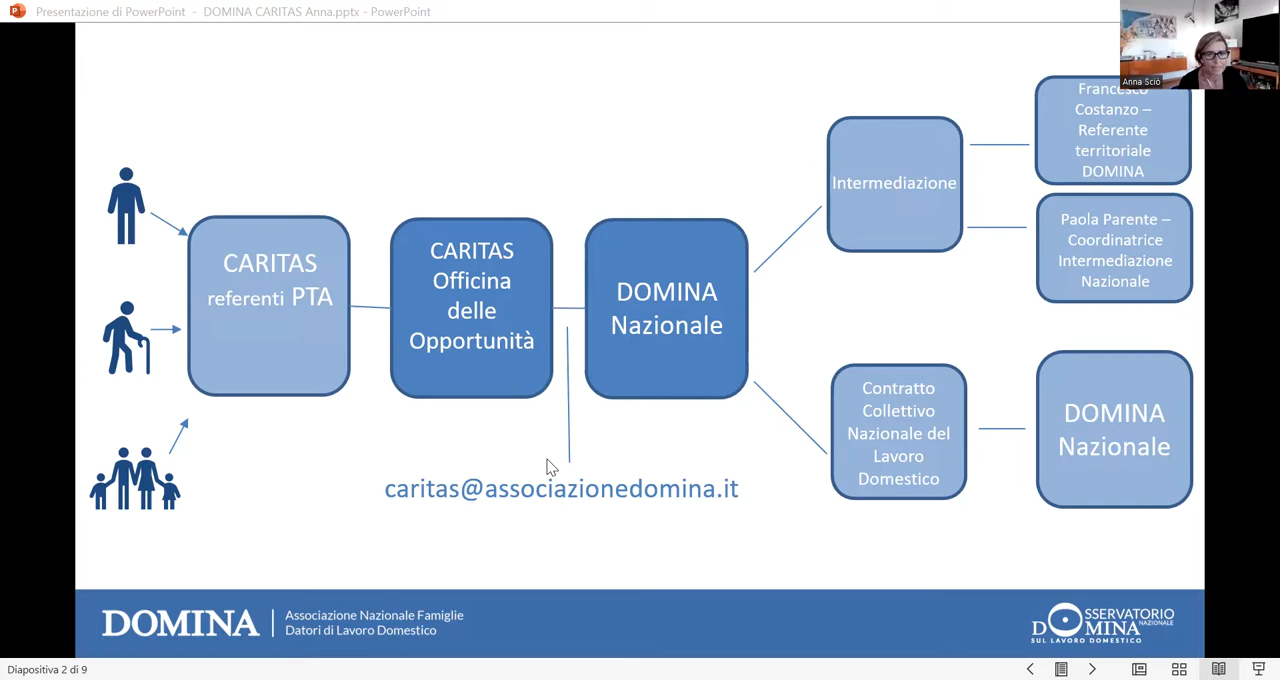 Presentazione di PowerPoint - DOMINA CARITAS Anna.pptx - PowerPoint
Anna Sciò
CARITAS
referenti PTA
CARITAS
Officina
delle
Opportunità
DOMINA
Nazionale
caritas@associazionedomina.it
Intermediazione
Francesco
Costanzo –
Referente
territoriale
DOMINA
Paola Parente –
Coordinatrice
Intermediazione
Nazionale
Contratto
Collettivo
Nazionale del
Lavoro
Domestico
DOMINA
Nazionale
DOMINA
Associazione Nazionale Famiglie
Datori di Lavoro Domestico
OSSERVATORIO
NAZIONALE
DOMINA
SUL LAVORO DOMESTICO
Diapositiva 2 di 9